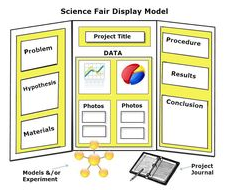 Science Fair Display Model
Project Title
Problem
Hypothesis
Materials
DATA
Photos
Photos
Procedure
Results
Conclusion
Models &/or
Experiment
Project
Journal